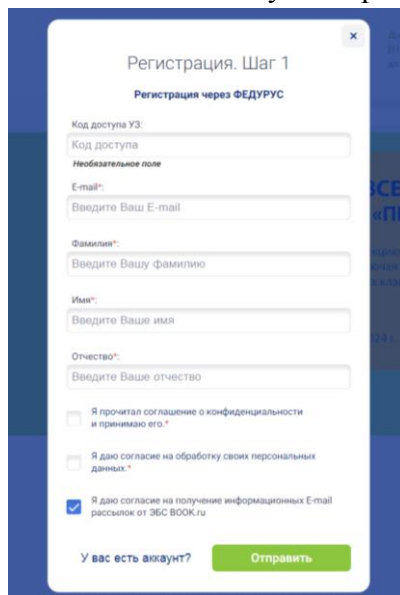 ×
Регистрация. Шаг 1
Регистрация через ФЕДУРУС
Код доступа УЗ:
Код доступа
Необязательное поле
E-mail*:
Введите Ваш E-mail
Фамилия*:
Введите Вашу фамилию
Имя*:
Введите Ваше имя
Отчество*:
Введите Ваше отчество
Я прочитал соглашение о конфиденциальности
и принимаю его.*
Я даю согласие на обработку своих персональных
данных.*
Я даю согласие на получение информационных E-mail
рассылок от ЭБС BOOK.ru
У вас есть аккаунт?
Отправить